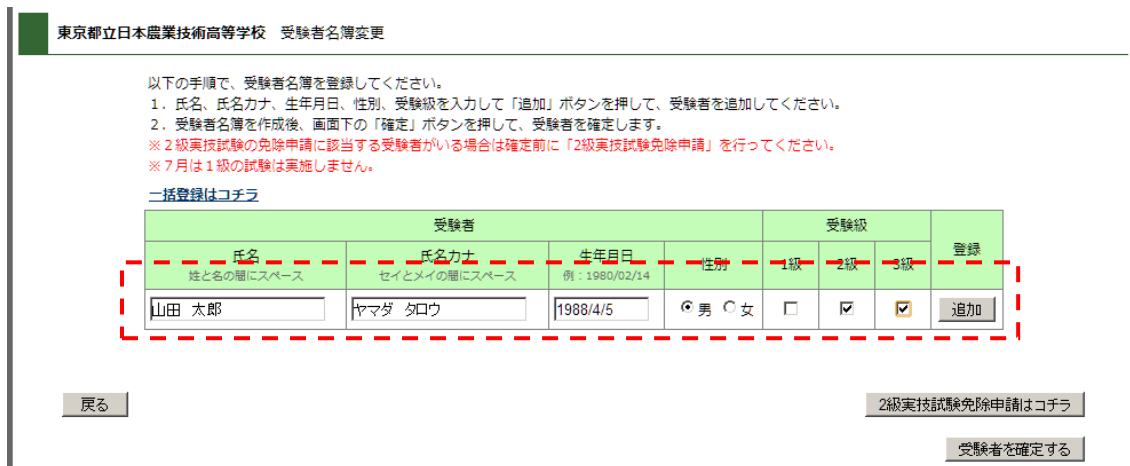 東京都立日本農業技術高等学校 受験者名簿変更
以下の手順で、受験者名簿を登録してください。
１．氏名、氏名カナ、生年月日、性別、受験級を入力して「追加」ボタンを押して、受験者を追加してください。
２．受験者名簿を作成後、画面下の「確定」ボタンを押して、受験者を確定します。
※２級実技試験の免除申請に該当する受験者がいる場合は確定前に「2級実技試験免除申請」を行ってください。
※７月は１級の試験は実施しません。
一括登録はコチラ
受験者 受験級 登録
氏名 氏名カナ 生年月日 性別 1級 2級 3級
姓と名の間にスペース セイとメイの間にスペース 例：1980/02/14
山田 太郎 ヤマダ タロウ 1988/4/5 男 女 追加
戻る 2級実技試験免除申請はコチラ
受験者を確定する